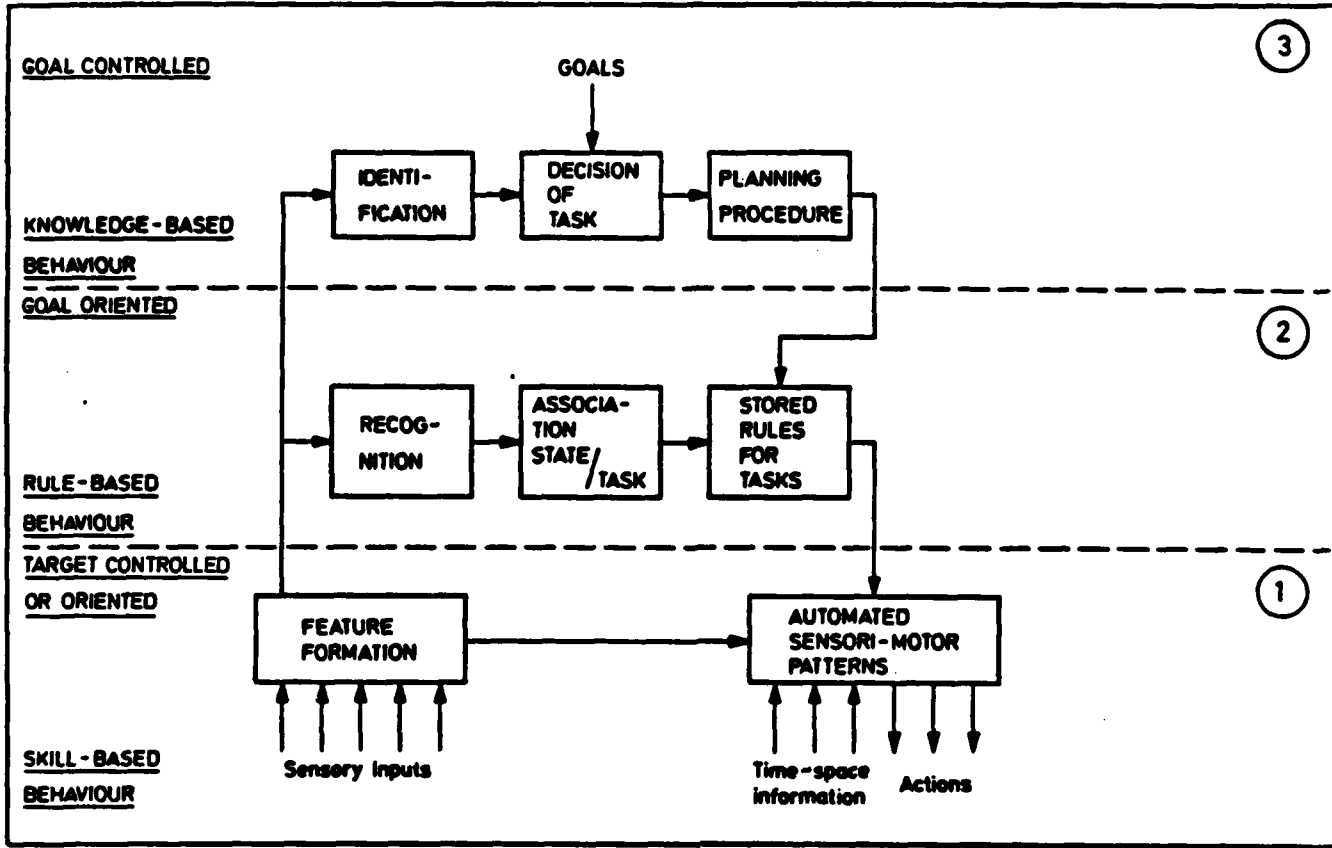 3
GOAL CONTROLLED
GOALS
IDENTI-
FICATION
DECISION
OF
TASK
PLANNING
PROCEDURE
KNOWLEDGE-BASED
BEHAVIOUR
GOAL ORIENTED
2
RECOG-
NITION
ASSOCIA-
TION
STATE/
TASK
STORED
RULES
FOR
TASKS
RULE-BASED
BEHAVIOUR
TARGET CONTROLLED
OR ORIENTED
1
FEATURE
FORMATION
AUTOMATED
SENSORI-MOTOR
PATTERNS
SKILL-BASED
BEHAVIOUR
Sensory Inputs
Time-space
information
Actions